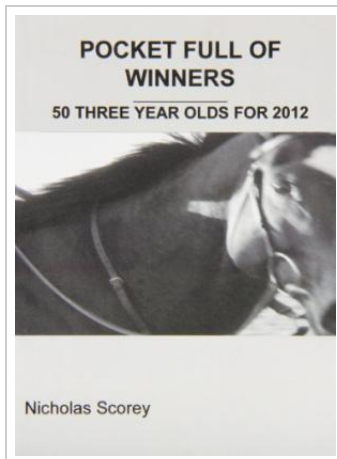 POCKET FULL OF
WINNERS
50 THREE YEAR OLDS FOR 2012
Nicholas Scorey